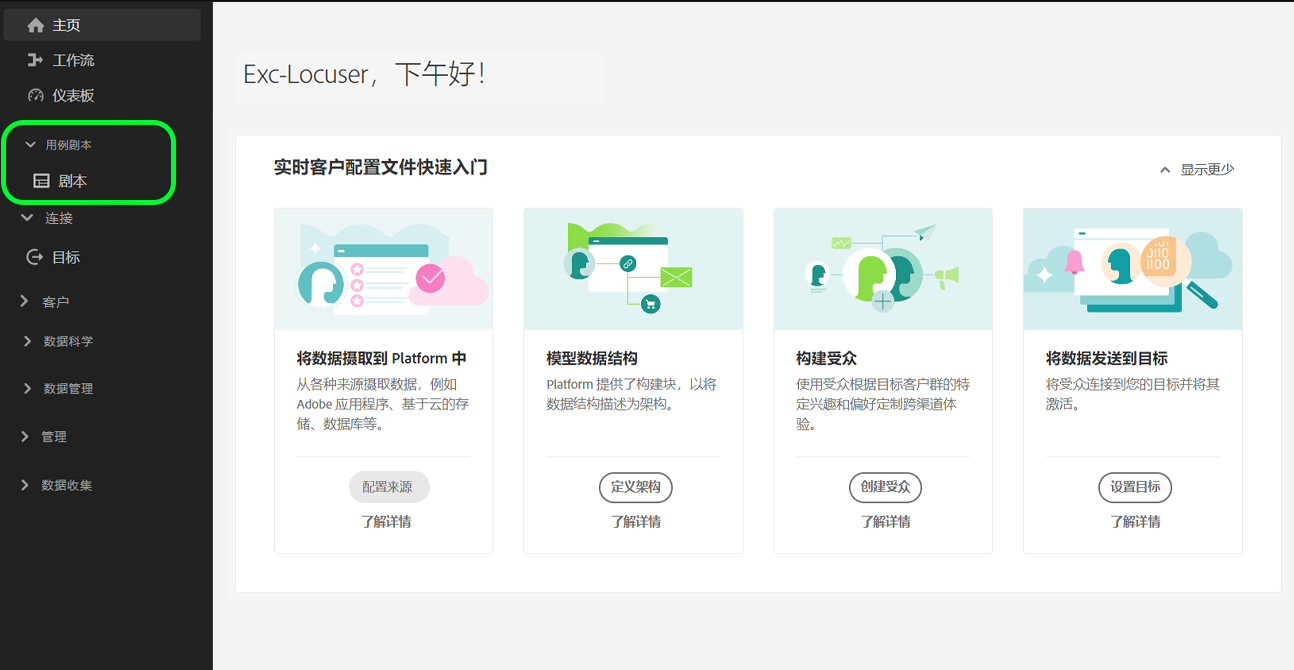 主页
工作流
仪表板
用例剧本
剧本
连接
目标
客户
数据科学
数据管理
管理
数据收集
Exc-Locuser，下午好！
实时客户配置文件快速入门
显示更少
将数据摄取到 Platform 中
从各种来源摄取数据，例如
Adobe 应用程序、基于云的存
储、数据库等。
配置来源
了解详情
模型数据结构
Platform 提供了构建块，以将
数据结构描述为架构。
定义架构
了解详情
构建受众
使用受众根据目标客户群的特
定兴趣和偏好定制跨渠道体
验。
创建受众
了解详情
0101
0110
1100
将数据发送到目标
将受众连接到您的目标并将其
激活。
设置目标
了解详情